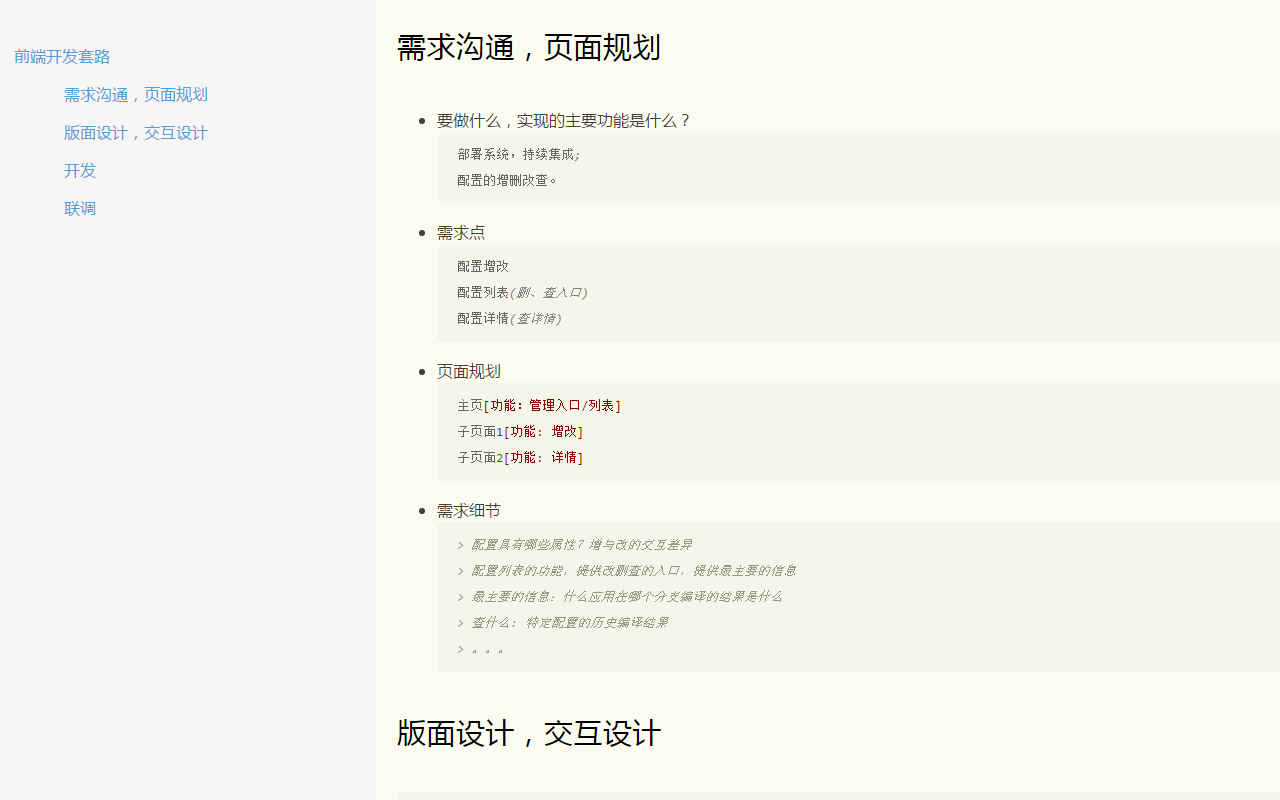 前端开发套路
需求沟通，页面规划
版面设计，交互设计
开发
联调
需求沟通，页面规划
要做什么，实现的主要功能是什么？
部署系统，持续集成;
配置的增删改查。
需求点
配置增改
配置列表(删、查入口)
配置详情(查详情)
页面规划
主页[功能：管理入口/列表]
子页面1[功能: 增改]
子页面2[功能: 详情]
需求细节
> 配置具有哪些属性？增与改的交互差异
> 配置列表的功能，提供改删查的入口，提供最主要的信息
> 最主要的信息：什么应用在哪个分支编译的结果是什么
> 查什么: 特定配置的历史编译结果
> 。。。
版面设计，交互设计